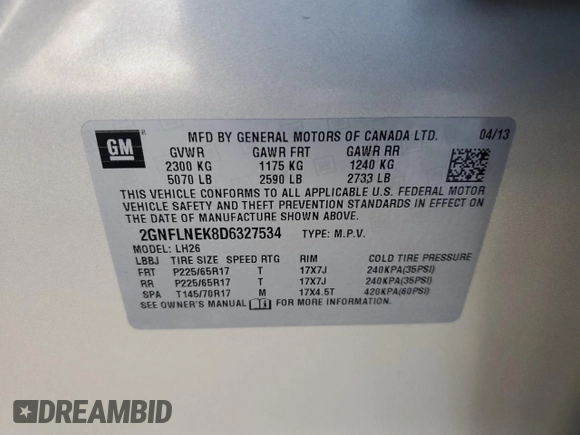 GM
MFD BY GENERAL MOTORS OF CANADA LTD. 04/13
GVWR GAWR FRT GAWR RR
2300 KG 1175 KG 1240 KG
5070 LB 2590 LB 2733 LB
THIS VEHICLE CONFORMS TO ALL APPLICABLE U.S. FEDERAL MOTOR
VEHICLE SAFETY AND THEFT PREVENTION STANDARDS IN EFFECT ON THE
DATE OF MANUFACTURE SHOWN ABOVE.
2GNFLNEK8D6327534 TYPE: M.P.V.
MODEL: LH26
LBBJ TIRE SIZE SPEED RTG RIM COLD TIRE PRESSURE
FRT P225/65R17 T 17X7J 240KPA(35PSI)
RR P225/65R17 T 17X7J 240KPA(35PSI)
SPA T145/70R17 M 17X4.5T 420KPA(60PSI)
SEE OWNER'S MANUAL FOR MORE INFORMATION.
DREAMBID